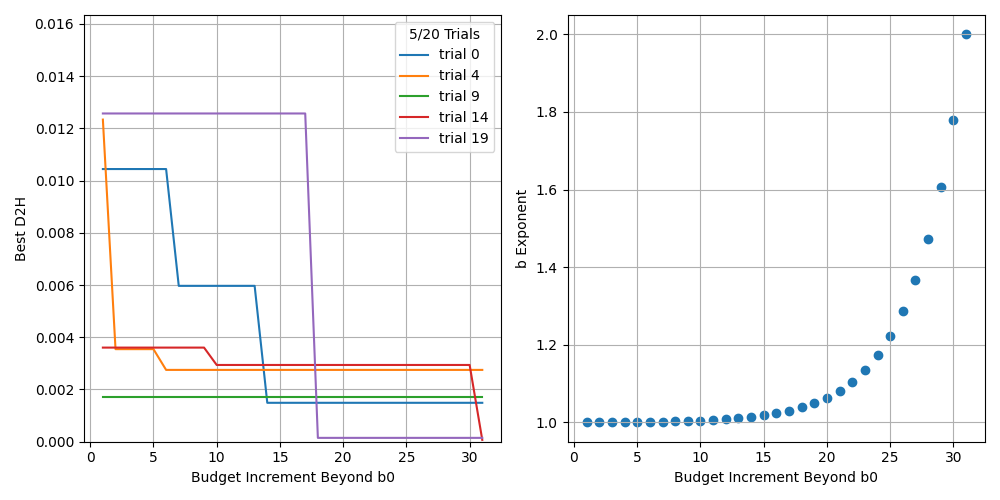 0.016
0.014
0.012
0.010
0.008
0.006
0.004
0.002
0.000
Best D2H
0 5 10 15 20 25 30
Budget Increment Beyond b0
5/20 Trials
trial 0
trial 4
trial 9
trial 14
trial 19
2.0
1.8
1.6
1.4
1.2
1.0
b Exponent
0 5 10 15 20 25 30
Budget Increment Beyond b0